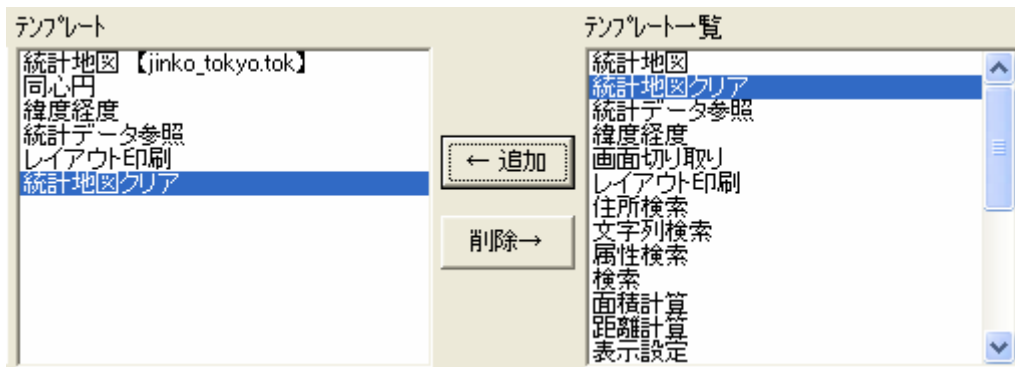 ﾃﾝﾌﾟﾚｰﾄ
統計地図 【jinko_tokyo.tok】
同心円
緯度経度
統計データ参照
レイアウト印刷
統計地図クリア
← 追加
削除→
ﾃﾝﾌﾟﾚｰﾄ一覧
統計地図
統計地図クリア
統計データ参照
緯度経度
画面切り取り
レイアウト印刷
住所検索
文字列検索
属性検索
検索
面積計算
距離計算
表示設定